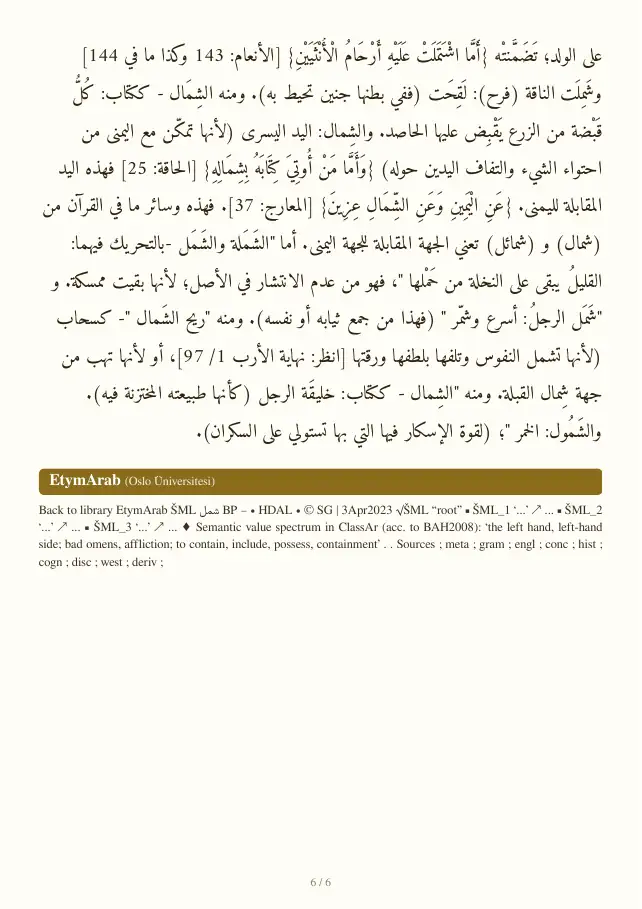 على الولد؛ تَضَمَّنَتْه {أَمَّا اشْتَمَلَتْ عَلَيْهِ أَرْحَامُ الْأُنْثَيَيْنِ} [الأنعام: 143 وكذا ما في 144]
وشَمِلَت الناقة (فرح): لَقِحَت (ففي بطنها جنين تحيط به). ومنه الشِمَال - ككتاب: كُلُّ
قَبْضة من الزرع يَقْبِض عليها الحاصد. والشِمال: اليد اليسرى (لأنها تمكّن مع اليمنى من
احتواء الشيء والتفاف اليدين حوله) {وَأَمَّا مَنْ أُوتِيَ كِتَابَهُ بِشِمَالِهِ} [الحاقة: 25] فهذه اليد
المقابلة لليمنى. {عَنِ الْيَمِينِ وَعَنِ الشِّمَالِ عِزِينَ} [المعارج: 37]. فهذه وسائر ما في القرآن من
(شمال) و (شمائل) تعني الجهة المقابلة للجهة اليمنى. أما "الشَمَلة والشَمَل -بالتحريك فيهما:
القليلُ يبقى على النخلة من حَمْلها "، فهو من عدم الانتشار في الأصل؛ لأنها بقيت ممسكة. و
"شَمَل الرجلُ: أسرع وشمّر " (فهذا من جمع ثيابه أو نفسه). ومنه "ريح الشَمال "- كسحاب
(لأنها تشمل النفوس وتلفها بلطفها ورقتها [انظر: نهاية الأرب 1/ 97]، أو لأنها تهب من
جهة شِمال القبلة. ومنه "الشِمال - ككتاب: خليقَة الرجل (كأنها طبيعته المختزنة فيه).
والشَمُول: الخمر "؛ (لقوة الإسكار فيها التي بها تستولي على السكران).
EtymArab (Oslo Üniversitesi)
Back to library EtymArab ŠML شمل BP – • HDAL • © SG | 3Apr2023 √ŠML “root” ▪ ŠML_1 ‘...’ ↗ ... ▪ ŠML_2
‘...’ ↗ ... ▪ ŠML_3 ‘...’ ↗ ... ♦ Semantic value spectrum in ClassAr (acc. to BAH2008): ‘the left hand, left-hand
side; bad omens, affliction; to contain, include, possess, containment’ . . Sources ; meta ; gram ; engl ; conc ; hist ;
cogn ; disc ; west ; deriv ;
6 / 6